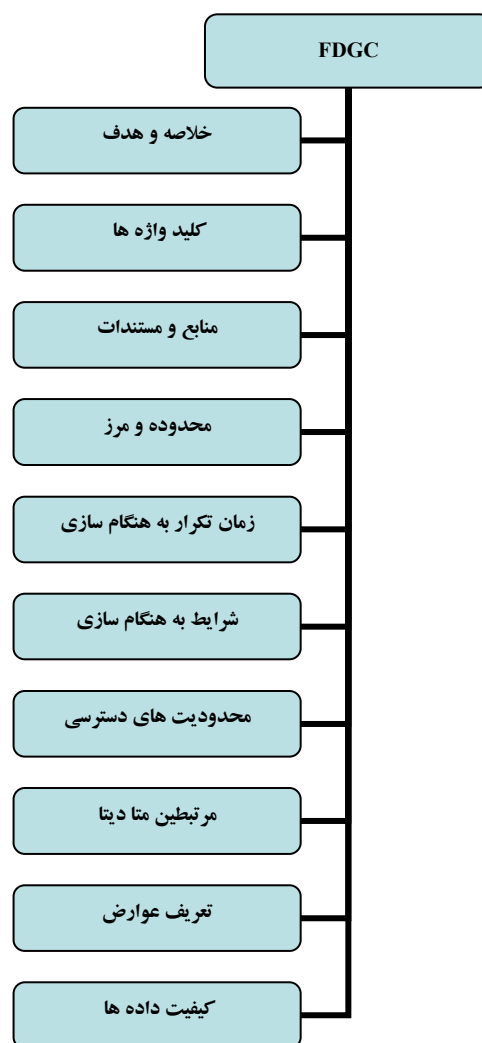 FDGC
خلاصه و هدف
کلید واژه ها
منابع و مستندات
محدوده و مرز
زمان تکرار به هنگام سازی
شرایط به هنگام سازی
محدودیت های دسترسی
مرتبطین متا دیتا
تعریف عوارض
کیفیت داده ها